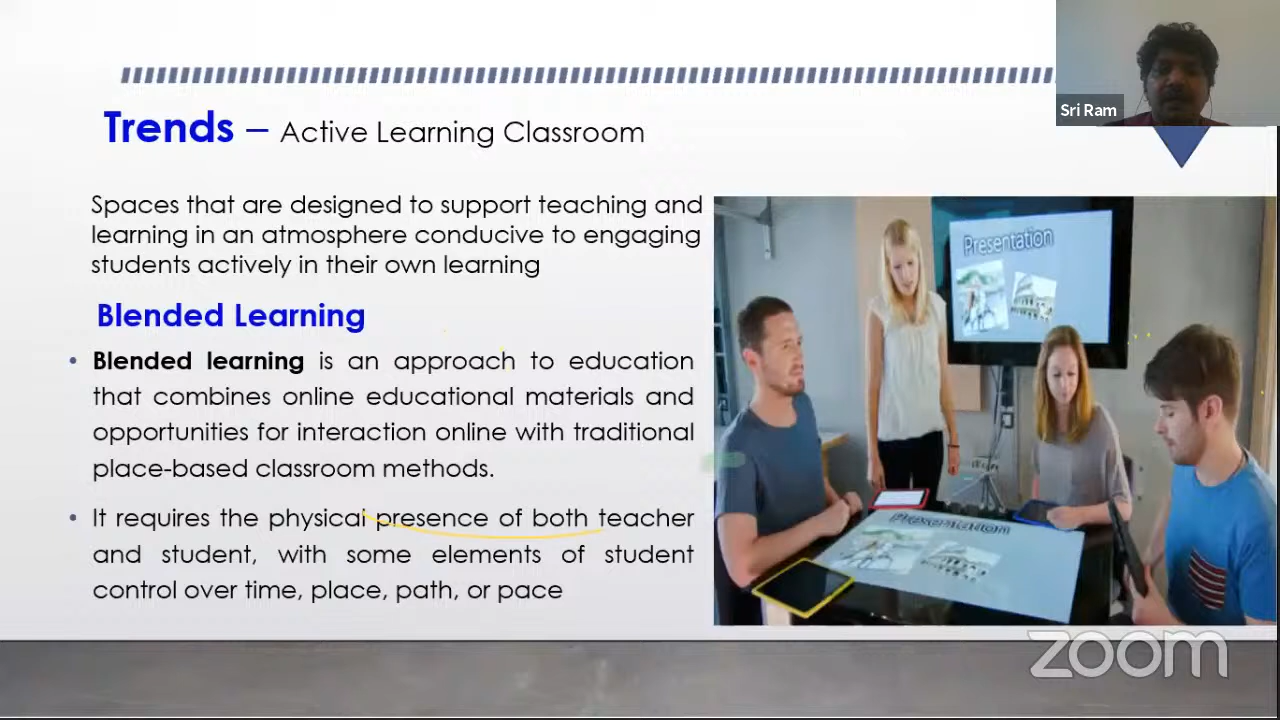 Sri Ram
Trends – Active Learning Classroom
Spaces that are designed to support teaching and
learning in an atmosphere conducive to engaging
students actively in their own learning
Blended Learning
• Blended learning is an approach to education
that combines online educational materials and
opportunities for interaction online with traditional
place-based classroom methods.
• It requires the physical presence of both teacher
and student, with some elements of student
control over time, place, path, or pace
Presentation
Presentation
zoom